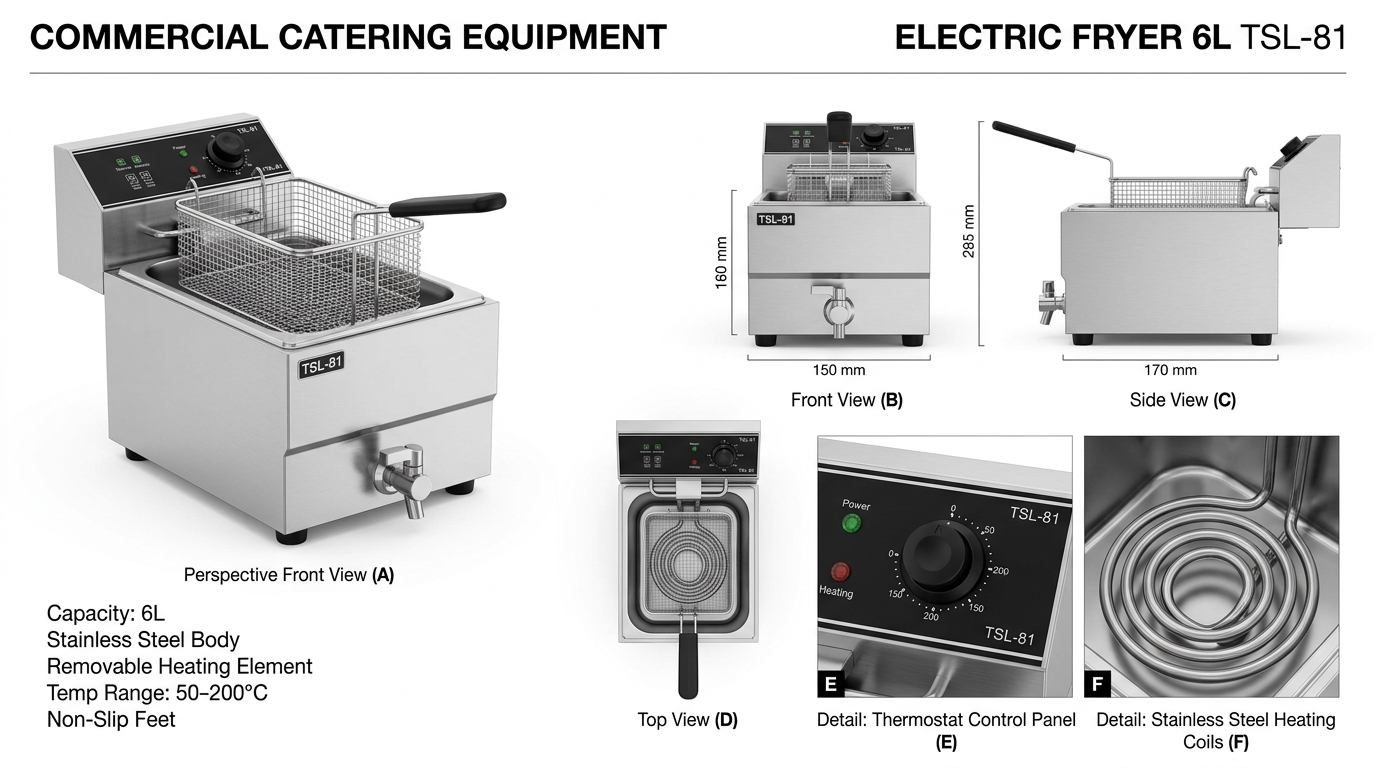 COMMERCIAL CATERING EQUIPMENT
ELECTRIC FRYER 6L TSL-81
TSL-81
Power
TSL-81
Perspective Front View (A)
Capacity: 6L
Stainless Steel Body
Removable Heating Element
Temp Range: 50–200°C
Non-Slip Feet
TSL-81
160 mm
150 mm
Front View (B)
285 mm
170 mm
Side View (C)
Top View (D)
Power
Heating
0
50
200
150
200
150
0
TSL-81
TSL-81
E
Detail: Thermostat Control Panel
(E)
F
Detail: Stainless Steel Heating
Coils (F)